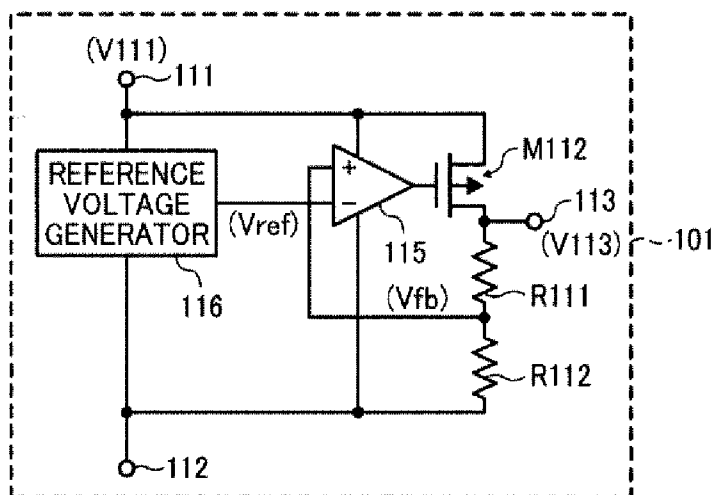 (V111)
111
REFERENCE
VOLTAGE
GENERATOR
116
(Vref)
+
−
115
M112
113
(V113)
101
R111
(Vfb)
R112
112